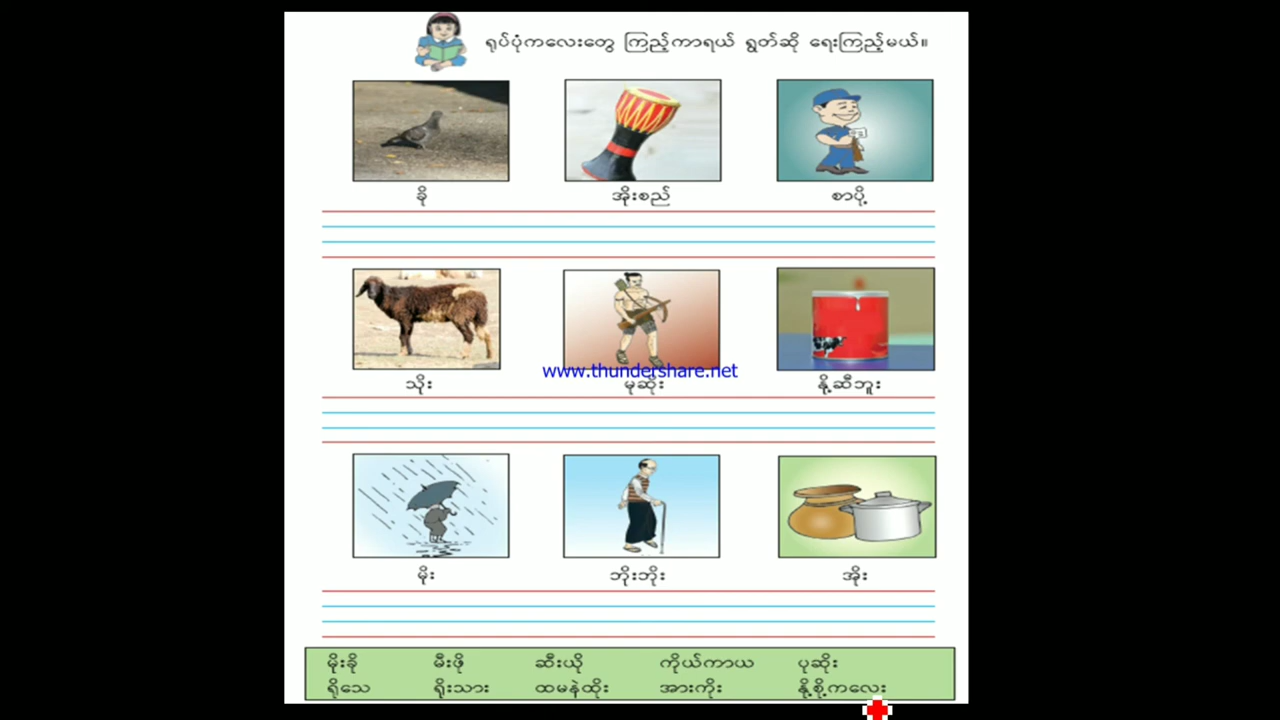 ရုပ်ပုံကလေးတွေ ကြည့်ကာရယ် ရွတ်ဆို ရေးကြည့်မယ်။
ခို အိုးစည် စာပို့
www.thundershare.net
သိုး မုဆိုး နို့ဆီဘူး
မိုး ဘိုးဘိုး အိုး
မိုးခို မီးဖို ဆီးယို ကိုယ်ကာယ ပုဆိုး
ရိုသေ ရိုးသား ထမနဲထိုး အားကိုး နို့စို့ကလေး